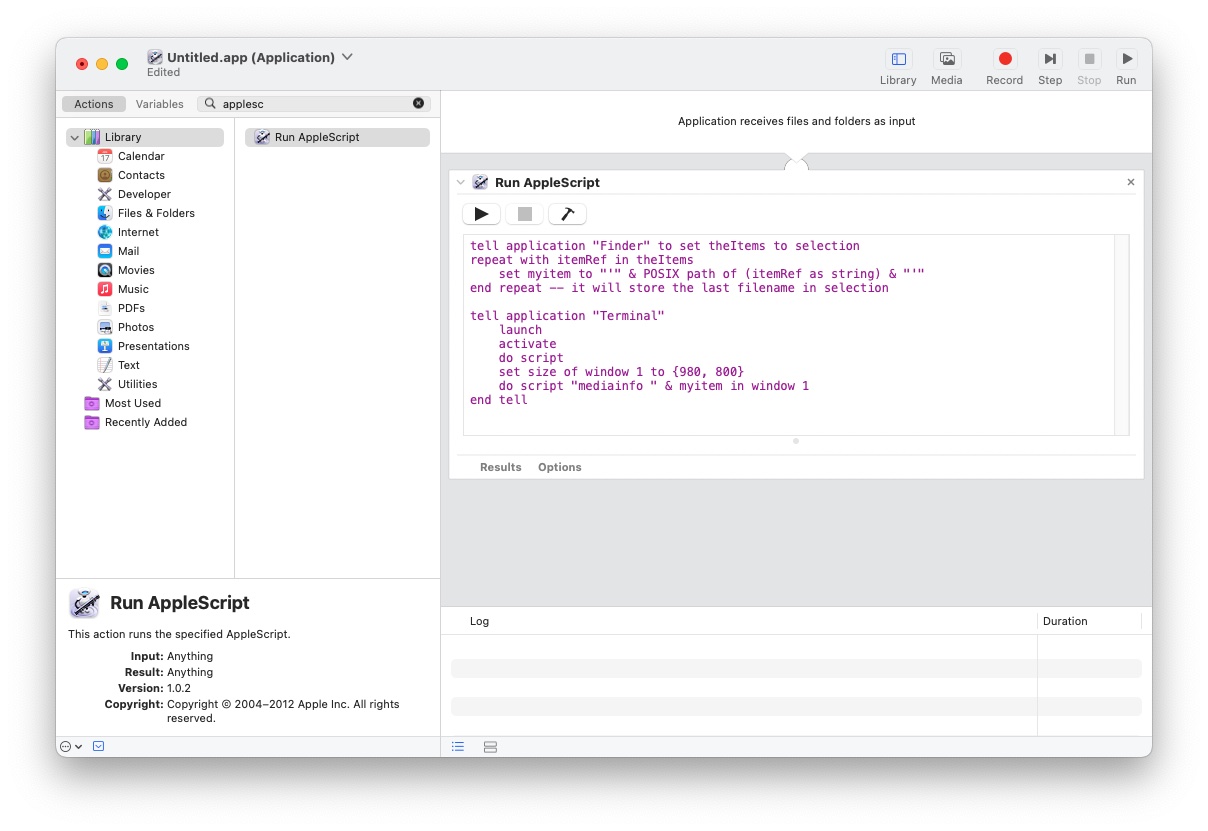 Untitled.app (Application)
Edited
Library
Media
Record
Step
Stop
Run
Actions
Variables
applesc
Library
17
Calendar
Contacts
Developer
Files & Folders
Internet
Mail
Movies
Music
PDFs
Photos
Presentations
Text
Utilities
Most Used
Recently Added
Run AppleScript
Application receives files and folders as input
Run AppleScript
tell application "Finder" to set theItems to selection
repeat with itemRef in theItems
    set myitem to "'" & POSIX path of (itemRef as string) & "'"
end repeat -- it will store the last filename in selection

tell application "Terminal"
    launch
    activate
    do script
    set size of window 1 to {980, 800}
    do script "mediainfo " & myitem in window 1
end tell
Results
Options
Run AppleScript
This action runs the specified AppleScript.
Input: Anything
Result: Anything
Version: 1.0.2
Copyright: Copyright © 2004–2012 Apple Inc. All rights
reserved.
Log
Duration